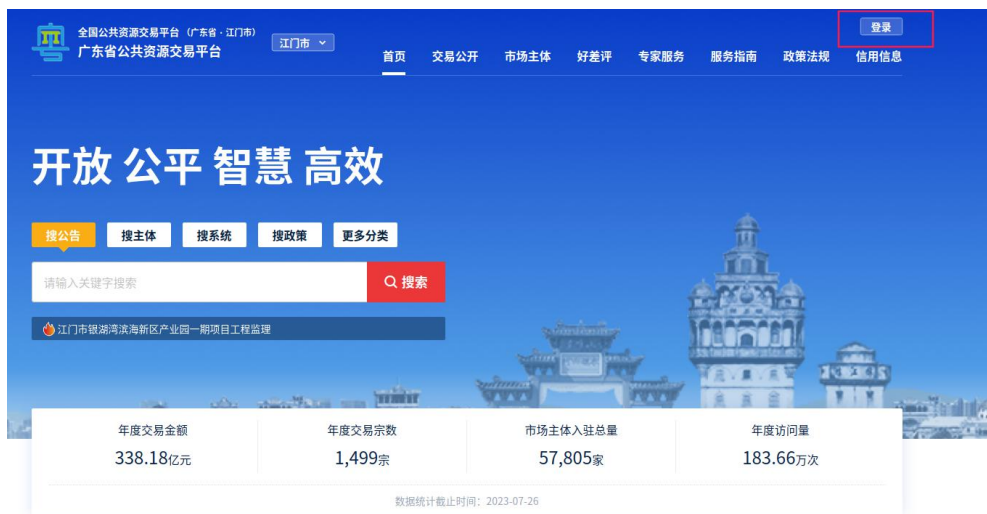 全国公共资源交易平台（广东省·江门市）
广东省公共资源交易平台
江门市
登录
首页 交易公开 市场主体 好差评 专家服务 服务指南 政策法规 信用信息
开放 公平 智慧 高效
搜公告 搜主体 搜系统 搜政策 更多分类
请输入关键字搜索 搜索
江门市银湖湾滨海新区产业园一期项目工程监理
年度交易金额 年度交易宗数 市场主体入驻总量 年度访问量
338.18亿元 1,499宗 57,805家 183.66万次
数据统计截止时间：2023-07-26